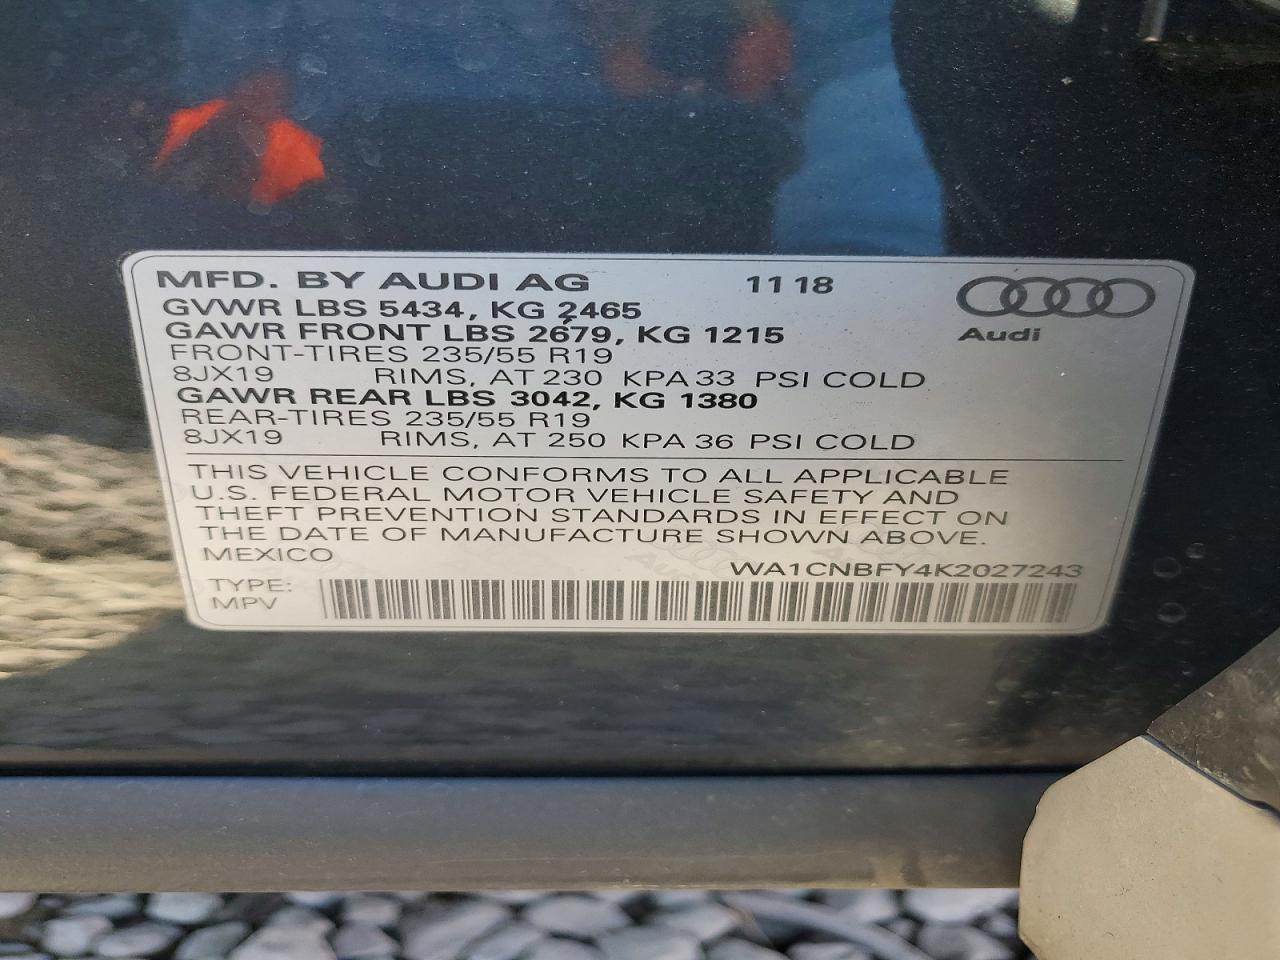 MFD. BY AUDI AG 11 18
GVWR LBS 5434, KG 2465
GAWR FRONT LBS 2679, KG 1215
Audi
FRONT-TIRES 235/55 R19
8JX19 RIMS, AT 230 KPA 33 PSI COLD
GAWR REAR LBS 3042, KG 1380
REAR-TIRES 235/55 R19
8JX19 RIMS, AT 250 KPA 36 PSI COLD
THIS VEHICLE CONFORMS TO ALL APPLICABLE
U.S. FEDERAL MOTOR VEHICLE SAFETY AND
THEFT PREVENTION STANDARDS IN EFFECT ON
THE DATE OF MANUFACTURE SHOWN ABOVE.
MEXICO
WA1CNBFY4K2027243
TYPE:
MPV